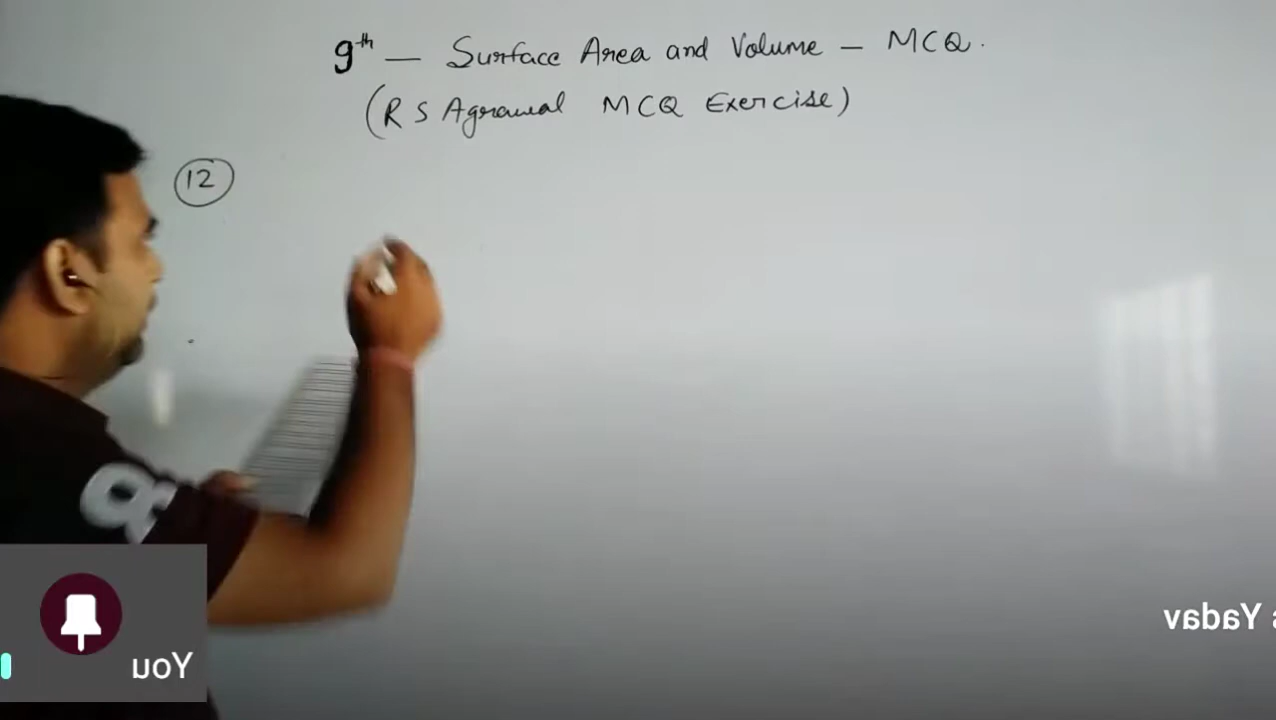 9th — Surface Area and Volume — MCQ.
(R S Agrawal MCQ Exercise)
12
s Yadav
You